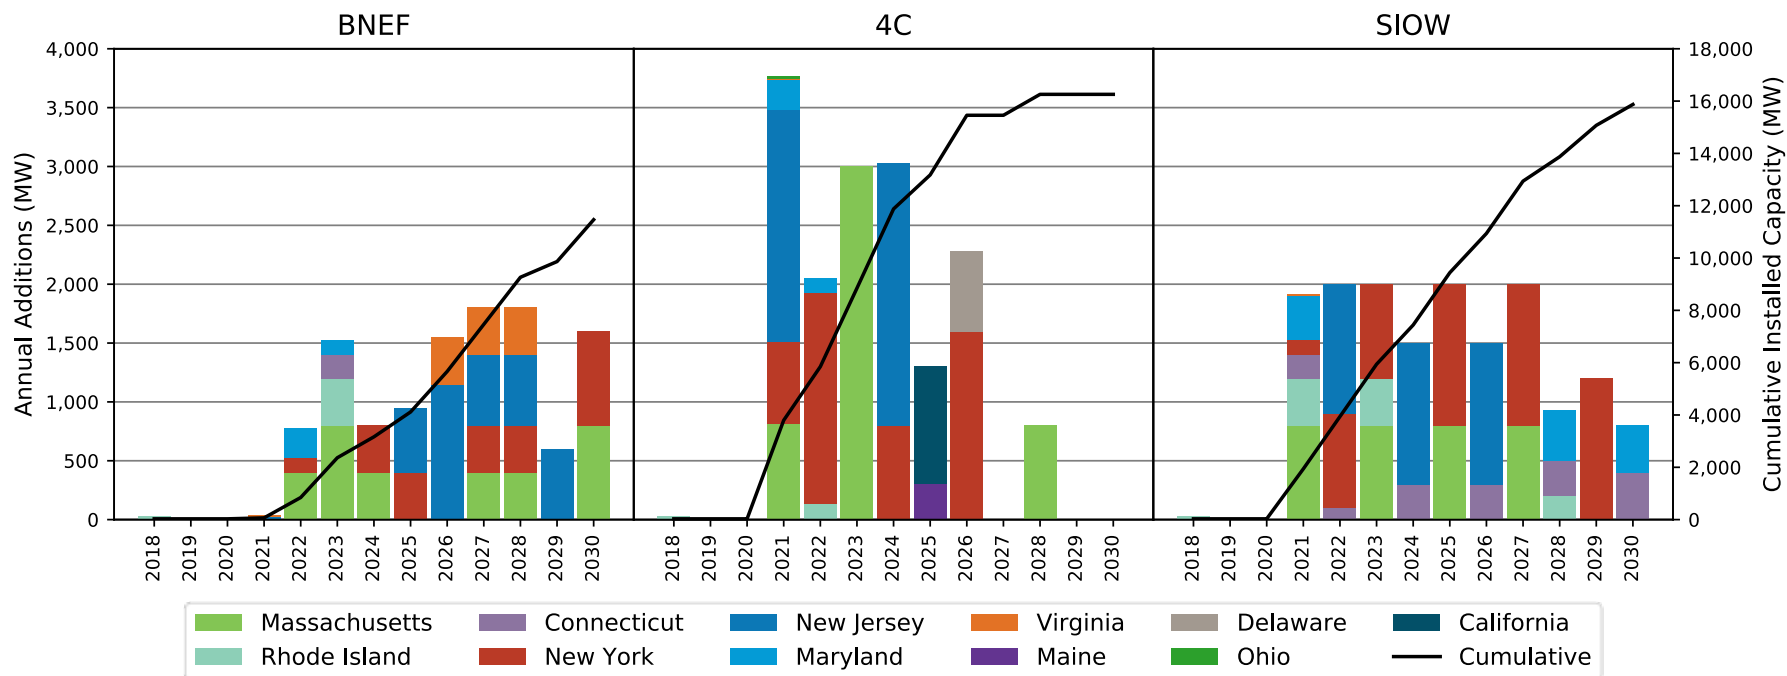 BNEF 4C SIOW
Annual Additions (MW)
4,000
3,500
3,000
2,500
2,000
1,500
1,000
500
0
18,000
16,000
14,000
12,000
10,000
8,000
6,000
4,000
2,000
0
Cumulative Installed Capacity (MW)
2018 2019 2020 2021 2022 2023 2024 2025 2026 2027 2028 2029 2030
2018 2019 2020 2021 2022 2023 2024 2025 2026 2027 2028 2029 2030
2018 2019 2020 2021 2022 2023 2024 2025 2026 2027 2028 2029 2030
Massachusetts Connecticut New Jersey Virginia Delaware California
Rhode Island New York Maryland Maine Ohio Cumulative